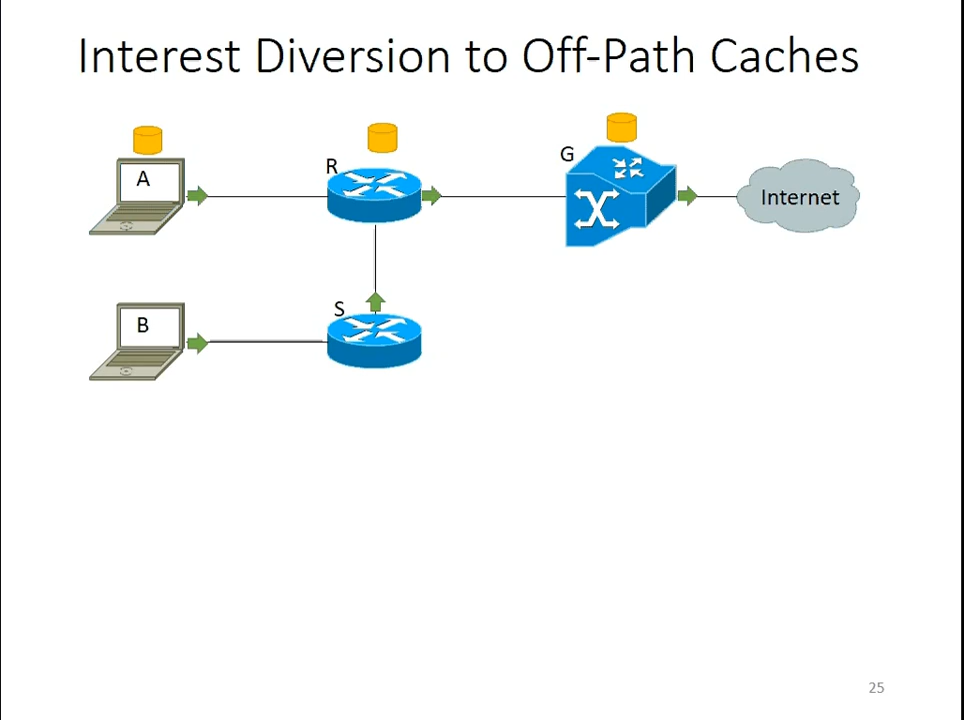 Interest Diversion to Off-Path Caches
A
R
G
Internet
B
S
25